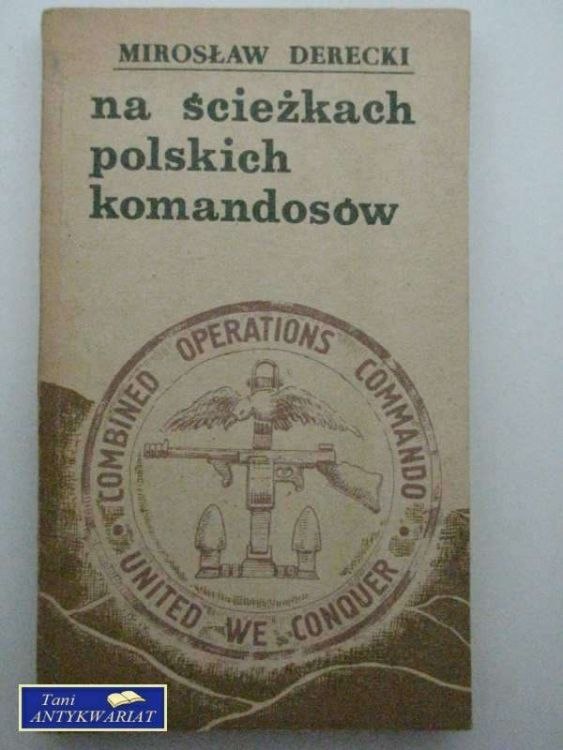 MIROSŁAW DERECKI
na ścieżkach
polskich
komandosów
COMBINED OPERATIONS COMMANDO
UNITED WE CONQUER
Tani
ANTYKWARIAT